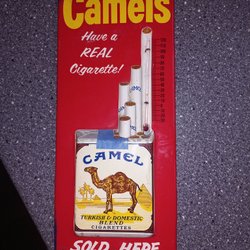 Camels
Have a
REAL
Cigarette!
CAMEL
TURKISH & DOMESTIC
BLEND
CIGARETTES
SOLD HERE